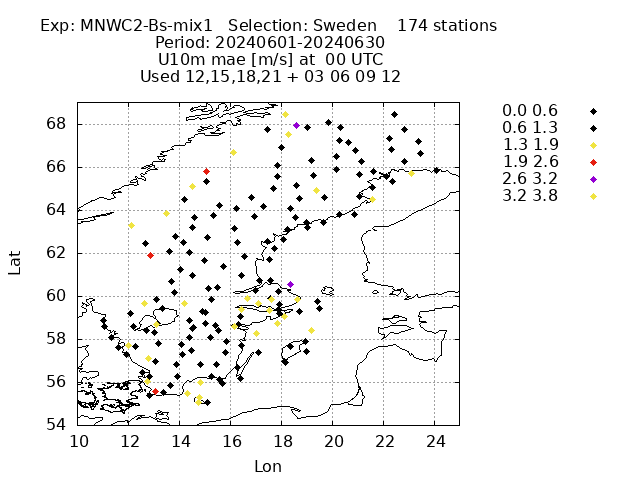 Exp: MNWC2-Bs-mix1 Selection: Sweden 174 stations
Period: 20240601-20240630
U10m mae [m/s] at 00 UTC
Used 12,15,18,21 + 03 06 09 12
0.0 0.6
0.6 1.3
1.3 1.9
1.9 2.6
2.6 3.2
3.2 3.8
68
66
64
62
60
58
56
54
Lat
10 12 14 16 18 20 22 24
Lon